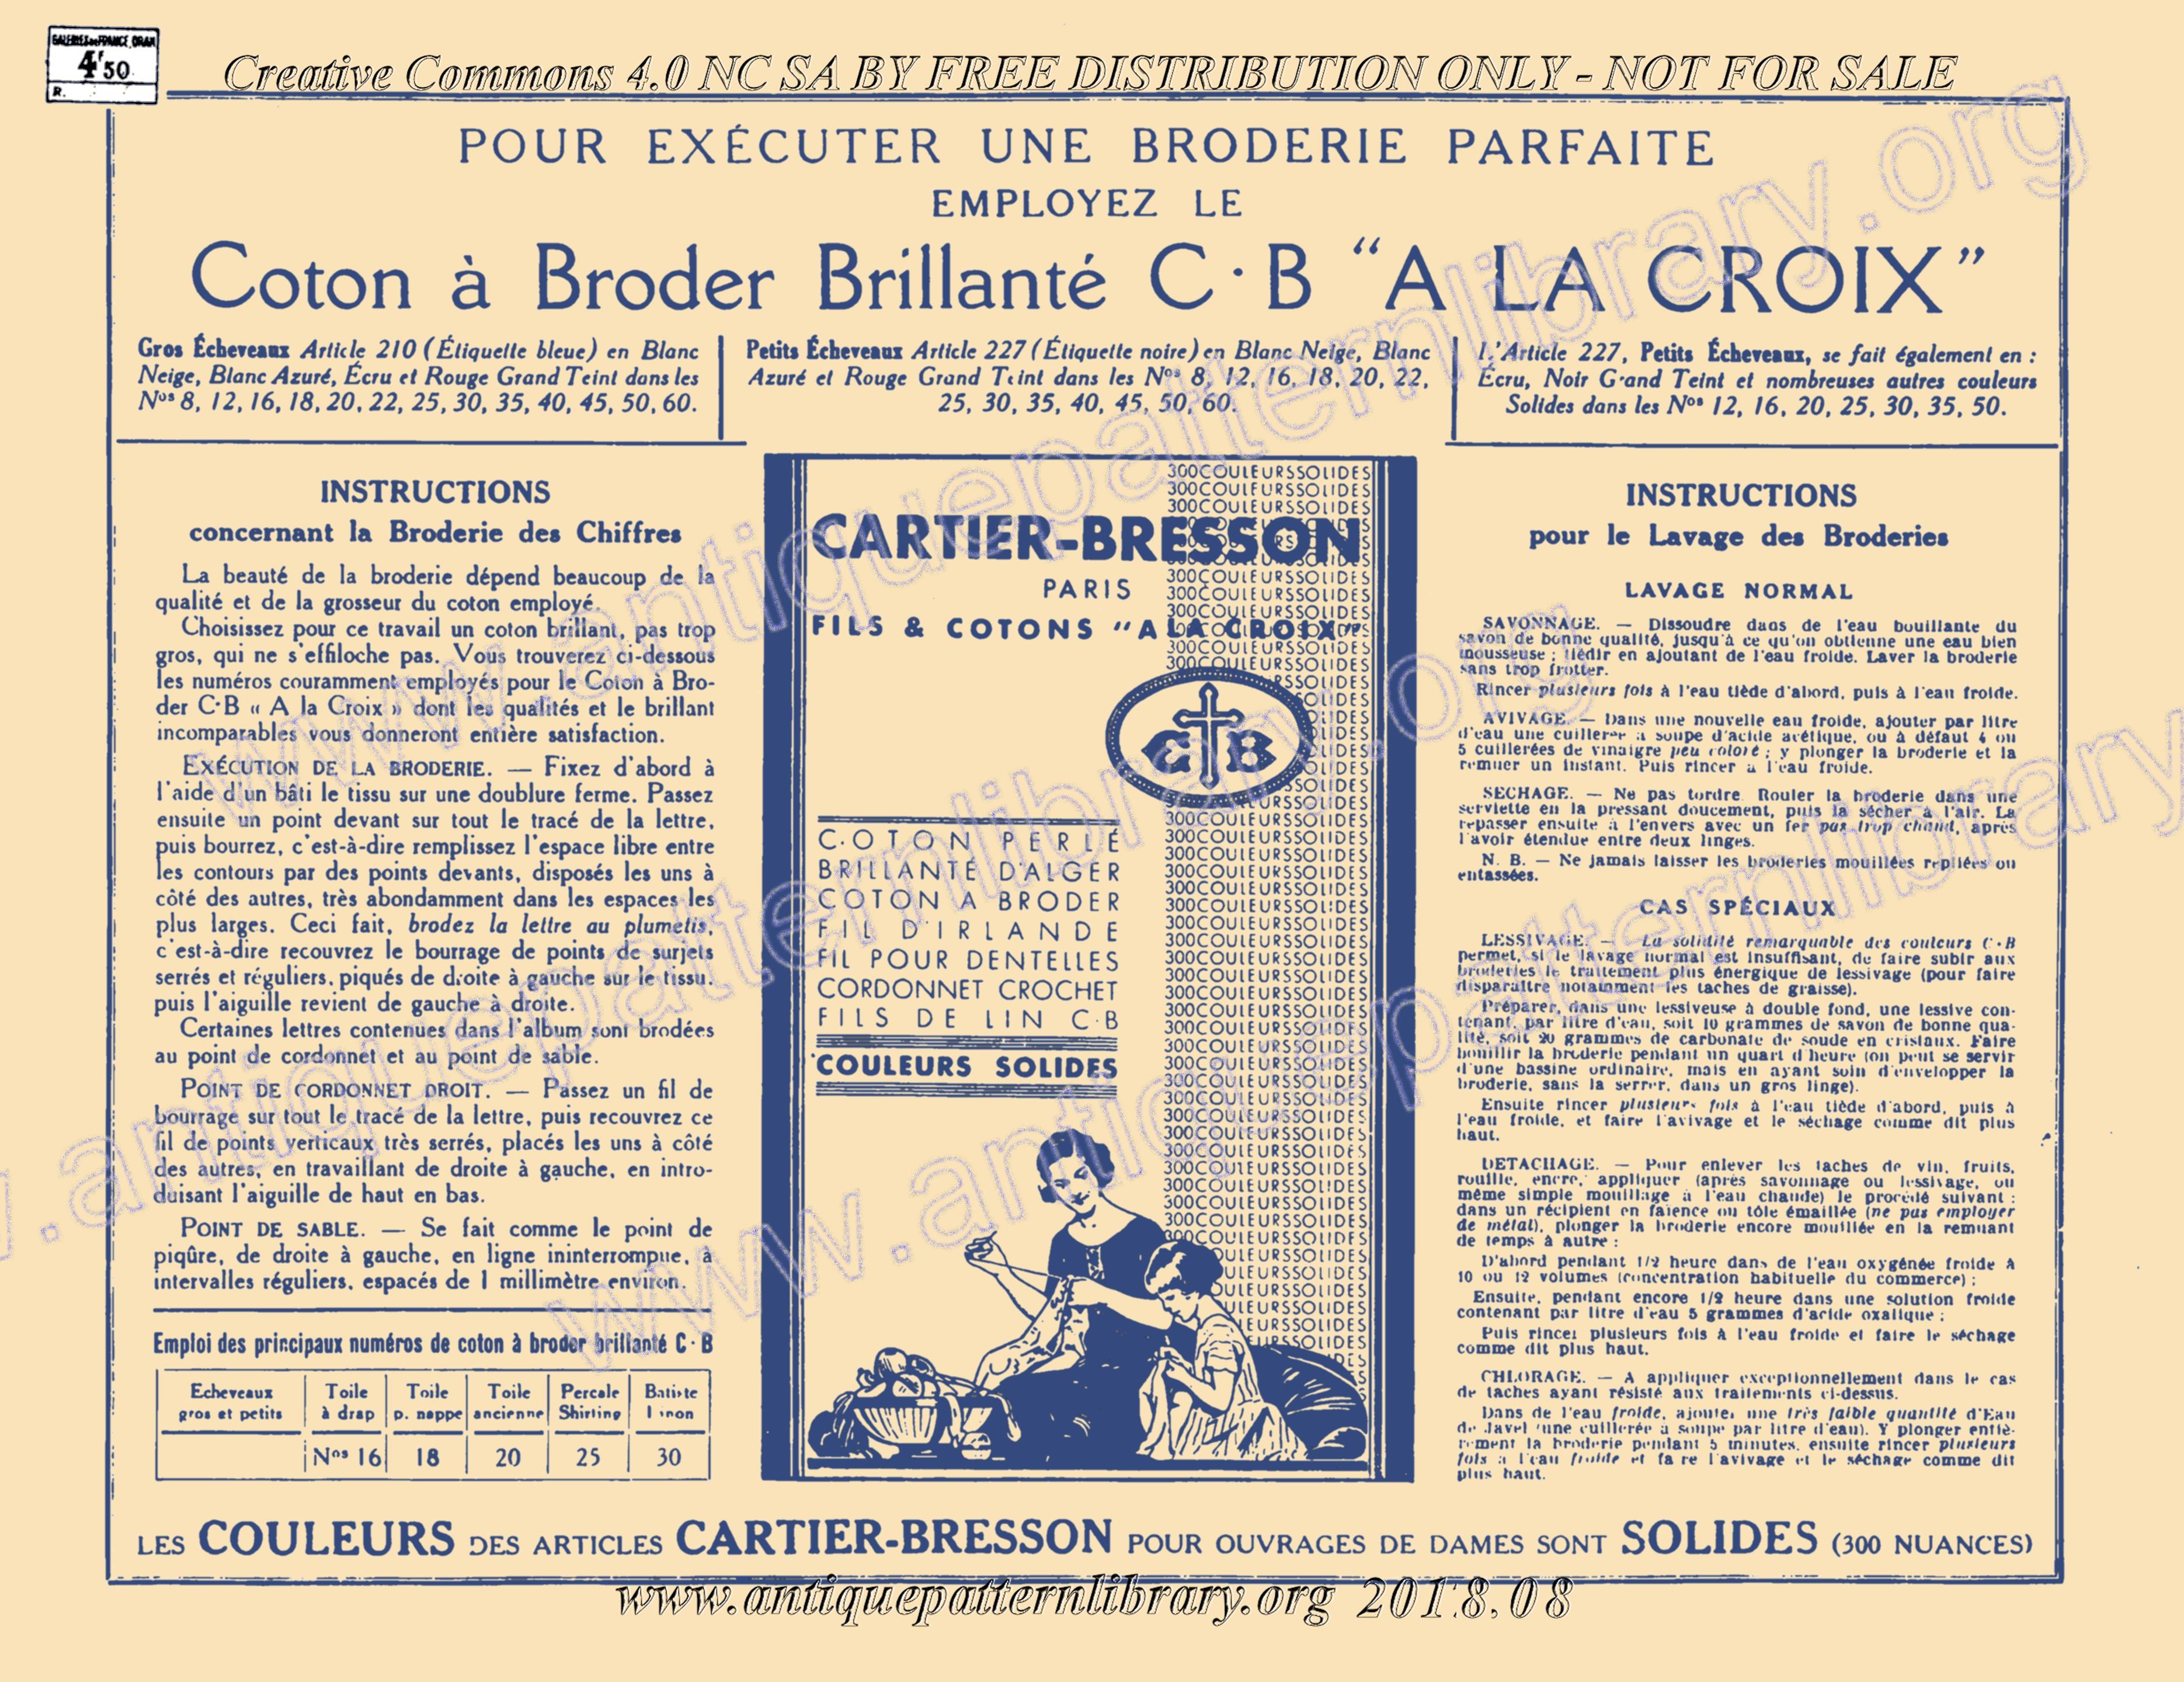 GALERIES DE FRANCE ORAN
4f50
R.
Creative Commons 4.0 NC SA BY FREE DISTRIBUTION ONLY - NOT FOR SALE
POUR EXÉCUTER UNE BRODERIE PARFAITE
EMPLOYEZ LE
Coton à Broder Brillanté C·B “A LA CROIX”
Gros Écheveaux Article 210 (Étiquette bleue) en Blanc
Neige, Blanc Azuré, Écru et Rouge Grand Teint dans les
Nos 8, 12, 16, 18, 20, 22, 25, 30, 35, 40, 45, 50, 60.
Petits Écheveaux Article 227 (Étiquette noire) en Blanc Neige, Blanc
Azuré et Rouge Grand Teint dans les Nos 8, 12, 16, 18, 20, 22,
25, 30, 35, 40, 45, 50, 60.
L'Article 227, Petits Écheveaux, se fait également en :
Écru, Noir Grand Teint et nombreuses autres couleurs
Solides dans les Nos 12, 16, 20, 25, 30, 35, 50.
INSTRUCTIONS
concernant la Broderie des Chiffres
La beauté de la broderie dépend beaucoup de la
qualité et de la grosseur du coton employé.
Choisissez pour ce travail un coton brillant, pas trop
gros, qui ne s'effiloche pas. Vous trouverez ci-dessous
les numéros couramment employés pour le Coton à Bro-
der C·B « A la Croix » dont les qualités et le brillant
incomparables vous donneront entière satisfaction.
EXÉCUTION DE LA BRODERIE. — Fixez d'abord à
l'aide d'un bâti le tissu sur une doublure ferme. Passez
ensuite un point devant sur tout le tracé de la lettre,
puis bourrez, c'est-à-dire remplissez l'espace libre entre
les contours par des points devants, disposés les uns à
côté des autres, très abondamment dans les espaces les
plus larges. Ceci fait, brodez la lettre au plumetis,
c'est-à-dire recouvrez le bourrage de points de surjets
serrés et réguliers, piqués de droite à gauche sur le tissu.
puis l'aiguille revient de gauche à droite.
Certaines lettres contenues dans l'album sont brodées
au point de cordonnet et au point de sable.
POINT DE CORDONNET DROIT. — Passez un fil de
bourrage sur tout le tracé de la lettre, puis recouvrez ce
fil de points verticaux très serrés, placés les uns à côté
des autres, en travaillant de droite à gauche, en intro-
duisant l'aiguille de haut en bas.
POINT DE SABLE. — Se fait comme le point de
piqûre, de droite à gauche, en ligne ininterrompue, à
intervalles réguliers, espacés de 1 millimètre environ.
Emploi des principaux numéros de coton à broder brillanté C·B
Echeveaux Toile Toile Toile Percale Batiste
gros et petits à drap p. nappe ancienne Shirting Linon
Nos 16 18 20 25 30
CARTIER-BRESSON
PARIS
FILS & COTONS “A LA CROIX”
300COULEURSSOLIDES
CB
COTON PERLÉ
BRILLANTÉ D'ALGER
COTON A BRODER
FIL D'IRLANDE
FIL POUR DENTELLES
CORDONNET CROCHET
FILS DE LIN C·B
COULEURS SOLIDES
INSTRUCTIONS
pour le Lavage des Broderies
LAVAGE NORMAL
SAVONNAGE. — Dissoudre dans de l'eau bouillante du
savon de bonne qualité, jusqu'à ce qu'on obtienne une eau bien
mousseuse ; tiédir en ajoutant de l'eau froide. Laver la broderie
sans trop frotter.
Rincer plusieurs fois à l'eau tiède d'abord, puis à l'eau froide.
AVIVAGE. — Dans une nouvelle eau froide, ajouter par litre
d'eau une cuillerée à soupe d'acide acétique, ou à défaut 4 ou
5 cuillerées de vinaigre peu coloré ; y plonger la broderie et la
remuer un instant. Puis rincer à l'eau froide.
SECHAGE. — Ne pas tordre. Rouler la broderie dans une
serviette en la pressant doucement, puis la sécher à l'air. La
repasser ensuite à l'envers avec un fer pas trop chaud, après
l'avoir étendue entre deux linges.
N. B. — Ne jamais laisser les broderies mouillées repliées ou
entassées.
CAS SPÉCIAUX
LESSIVAGE. — La solidité remarquable des couleurs C·B
permet, si le lavage normal est insuffisant, de faire subir aux
broderies le traitement plus énergique de lessivage (pour faire
disparaître notamment les taches de graisse).
Préparer, dans une lessiveuse à double fond, une lessive con-
tenant, par litre d'eau, soit 10 grammes de savon de bonne qua-
lité, soit 20 grammes de carbonate de soude en cristaux. Faire
bouillir la broderie pendant un quart d'heure (on peut se servir
d'une bassine ordinaire, mais en ayant soin d'envelopper la
broderie, sans la serrer, dans un gros linge).
Ensuite rincer plusieurs fois à l'eau tiède d'abord, puis à
l'eau froide, et faire l'avivage et le séchage comme dit plus
haut.
DETACHAGE. — Pour enlever les taches de vin, fruits,
rouille, encre, appliquer (après savonnage ou lessivage, ou
même simple mouillage à l'eau chaude) le procédé suivant :
dans un récipient en faïence ou tôle émaillée (ne pas employer
de métal), plonger la broderie encore mouillée en la remuant
de temps à autre :
D'abord pendant 1/2 heure dans de l'eau oxygénée froide à
10 ou 12 volumes (concentration habituelle du commerce) ;
Ensuite, pendant encore 1/2 heure dans une solution froide
contenant par litre d'eau 5 grammes d'acide oxalique ;
Puis rincer plusieurs fois à l'eau froide et faire le séchage
comme dit plus haut.
CHLORAGE. — A appliquer exceptionnellement dans le cas
de taches ayant résisté aux traitements ci-dessus.
Dans de l'eau froide, ajouter une très faible quantité d'Eau
de Javel (une cuillerée à soupe par litre d'eau). Y plonger entiè-
rement la broderie pendant 5 minutes, ensuite rincer plusieurs
fois à l'eau froide et faire l'avivage et le séchage comme dit
plus haut.
LES COULEURS DES ARTICLES CARTIER-BRESSON POUR OUVRAGES DE DAMES SONT SOLIDES (300 NUANCES)
www.antiquepatternlibrary.org 2018.08